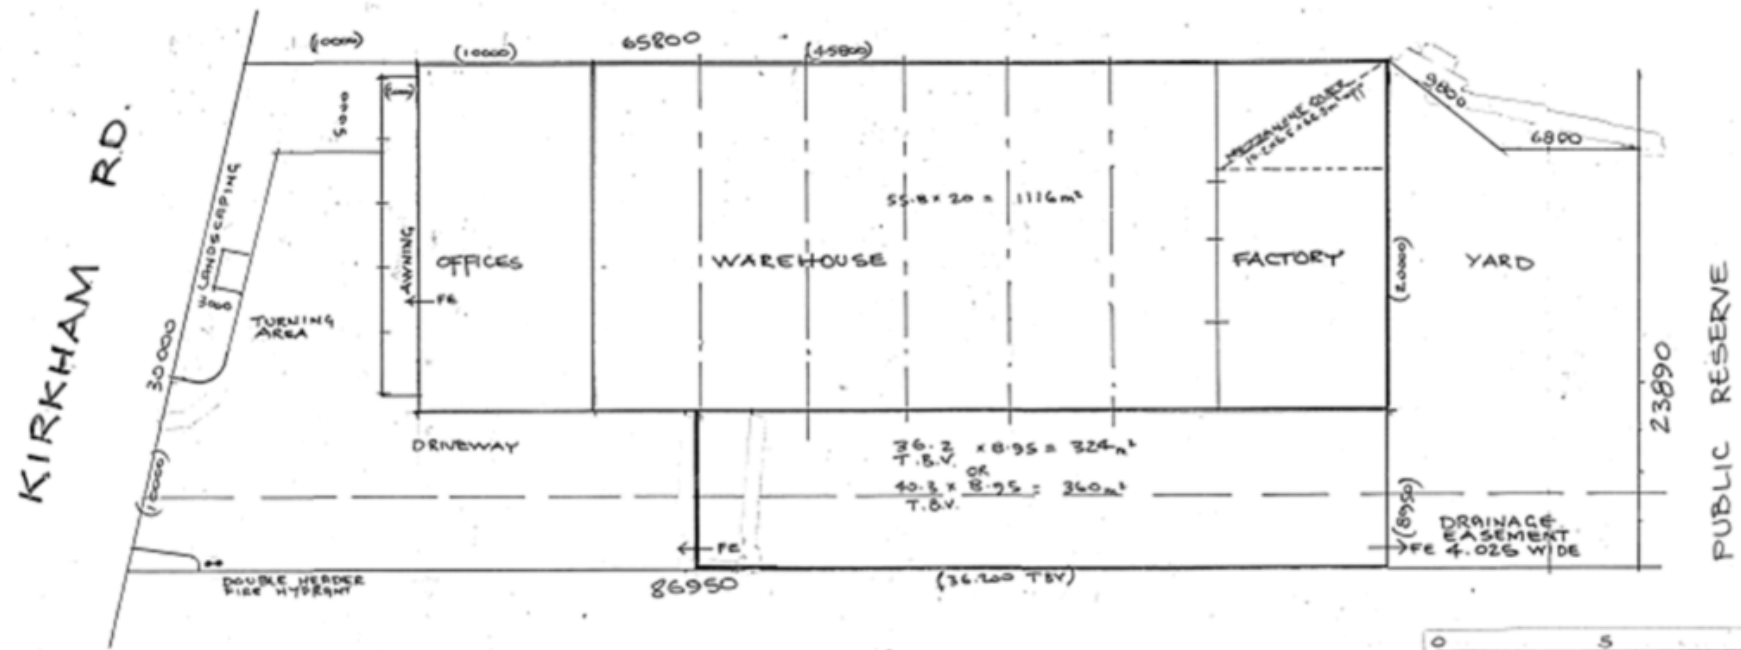 (10000)
(10000)
65800
(45800)
KIRKHAM RD.
LANDSCAPING
3000
30000
(10000)
5000
AWNING
TURNING
AREA
OFFICES
FE
WAREHOUSE
55.8 × 20 = 1116m²
MEZZANINE OVER
FACTORY
(20000)
YARD
9800
6800
23890
PUBLIC RESERVE
DRIVEWAY
36.2 × 8.95 = 324m²
T.B.V.
OR
40.3 × 8.95 = 360m²
T.B.V.
(8950)
DRAINAGE
EASEMENT
4.025 WIDE
FE
FE
DOUBLE HEADER
FIRE HYDRANT
86950
(36.200 TBV)
0 5